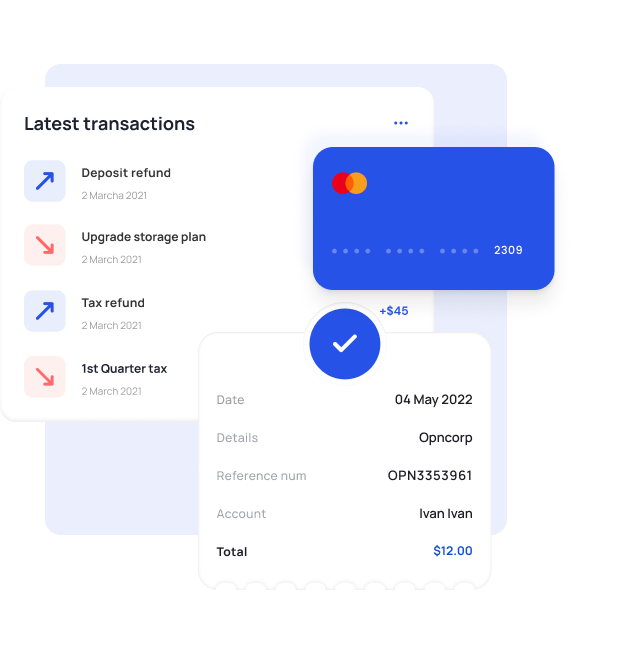 Latest transactions
Deposit refund
2 Marcha 2021
Upgrade storage plan
2 March 2021
2309
Tax refund
+$45
2 March 2021
1st Quarter tax
2 March 2021
Date 04 May 2022
Details Opncorp
Reference num OPN3353961
Account Ivan Ivan
Total $12.00